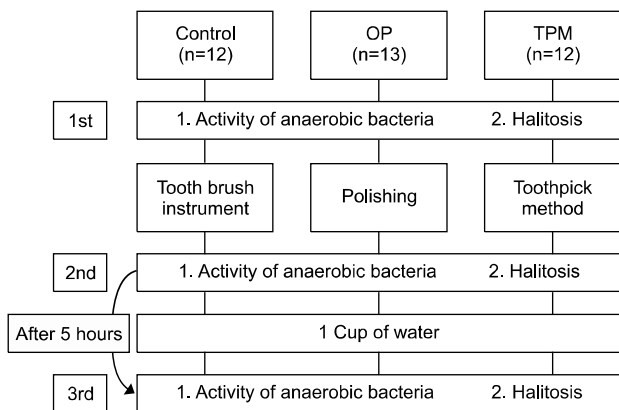 Control
(n=12)
OP
(n=13)
TPM
(n=12)
1st
1. Activity of anaerobic bacteria 2. Halitosis
Tooth brush
instrument
Polishing
Toothpick
method
2nd
1. Activity of anaerobic bacteria 2. Halitosis
After 5 hours
1 Cup of water
3rd
1. Activity of anaerobic bacteria 2. Halitosis